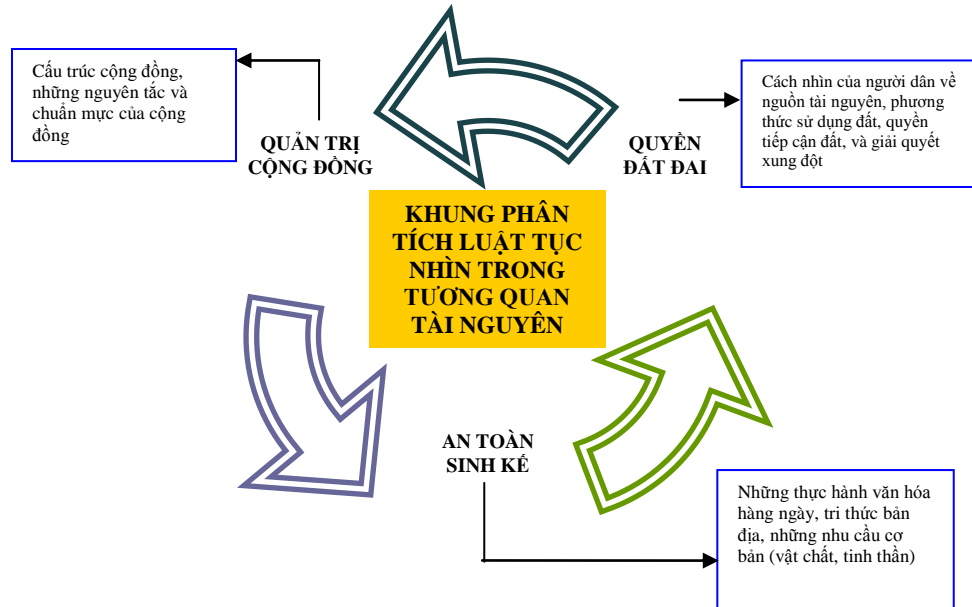 Cấu trúc cộng đồng,
những nguyên tắc và
chuẩn mực của cộng
đồng
QUẢN TRỊ
CỘNG ĐỒNG
QUYỀN
ĐẤT ĐAI
Cách nhìn của người dân về
nguồn tài nguyện, phương
thức sử dụng đất, quyền
tiếp cận đất, và giải quyết
xung đột
KHUNG PHÂN
TÍCH LUẬT TỤC
NHÌN TRONG
TƯƠNG QUAN
TÀI NGUYÊN
AN TOÀN
SINH KẾ
Những thực hành văn hóa
hàng ngày, tri thức bản
địa, những nhu cầu cơ
bản (vật chất, tinh thần)